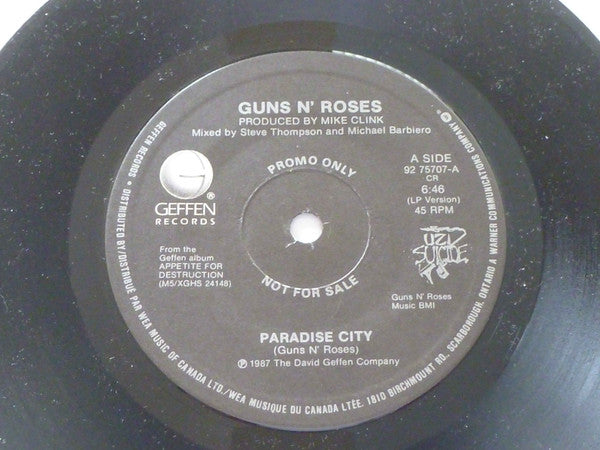 GUNS N' ROSES
PRODUCED BY MIKE CLINK
Mixed by Steve Thompson and Michael Barbiero
PROMO ONLY
GEFFEN
RECORDS
®
A SIDE
92 75707-A
CR
6:46
(LP Version)
45 RPM
From the
Geffen album
APPETITE FOR
DESTRUCTION
(M5/XGHS 24148)
UZI
SUICIDE
Guns N' Roses
Music BMI
NOT FOR SALE
PARADISE CITY
(Guns N' Roses)
℗ 1987 The David Geffen Company
GEFFEN RECORDS • DISTRIBUTED BY/DISTRIBUÉ PAR WEA MUSIC OF CANADA LTD./WEA MUSIQUE DU CANADA LTÉE. 1810 BIRCHMOUNT RD., SCARBOROUGH, ONTARIO A WARNER COMMUNICATIONS COMPANY